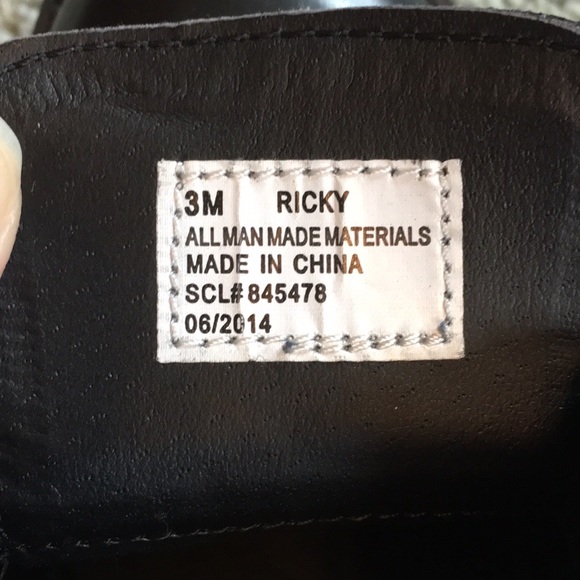 3M RICKY
ALL MAN MADE MATERIALS
MADE IN CHINA
SCL# 845478
06/2014